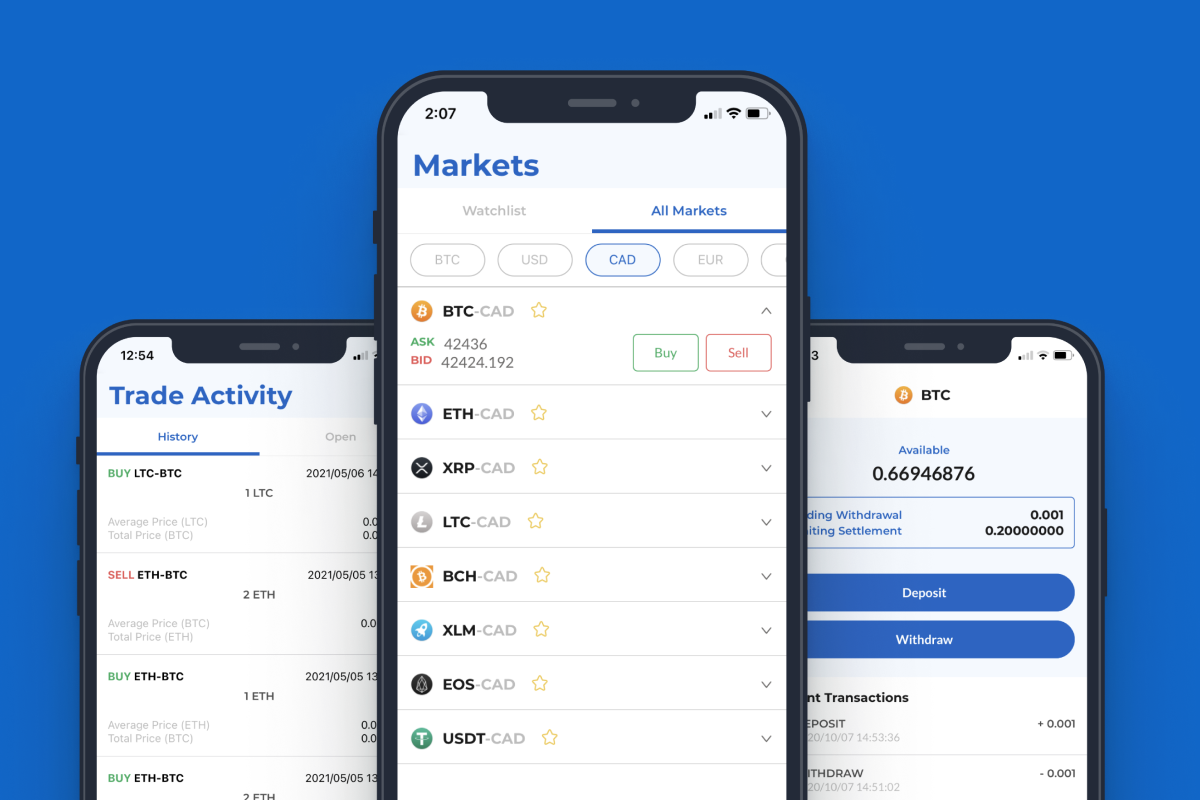 2:07
Markets
Watchlist All Markets
BTC USD CAD EUR
BTC-CAD
ASK 42436
BID 42424.192
Buy Sell
ETH-CAD
XRP-CAD
LTC-CAD
BCH-CAD
XLM-CAD
EOS-CAD
USDT-CAD
12:54
Trade Activity
History Open
BUY LTC-BTC 2021/05/06 14
1 LTC
Average Price (LTC) 0.0
Total Price (BTC) 0.0
SELL ETH-BTC 2021/05/05 13
2 ETH
Average Price (BTC) 0.0
Total Price (ETH)
BUY ETH-BTC 2021/05/05 13
1 ETH
Average Price (ETH) 0.0
Total Price (BTC) 0.0
BUY ETH-BTC 2021/05/05 13
2 ETH
3
BTC
Available
0.66946876
ding Withdrawal 0.001
iting Settlement 0.20000000
Deposit
Withdraw
nt Transactions
EPOSIT + 0.001
20/10/07 14:53:36
ITHDRAW - 0.001
20/10/07 14:51:02